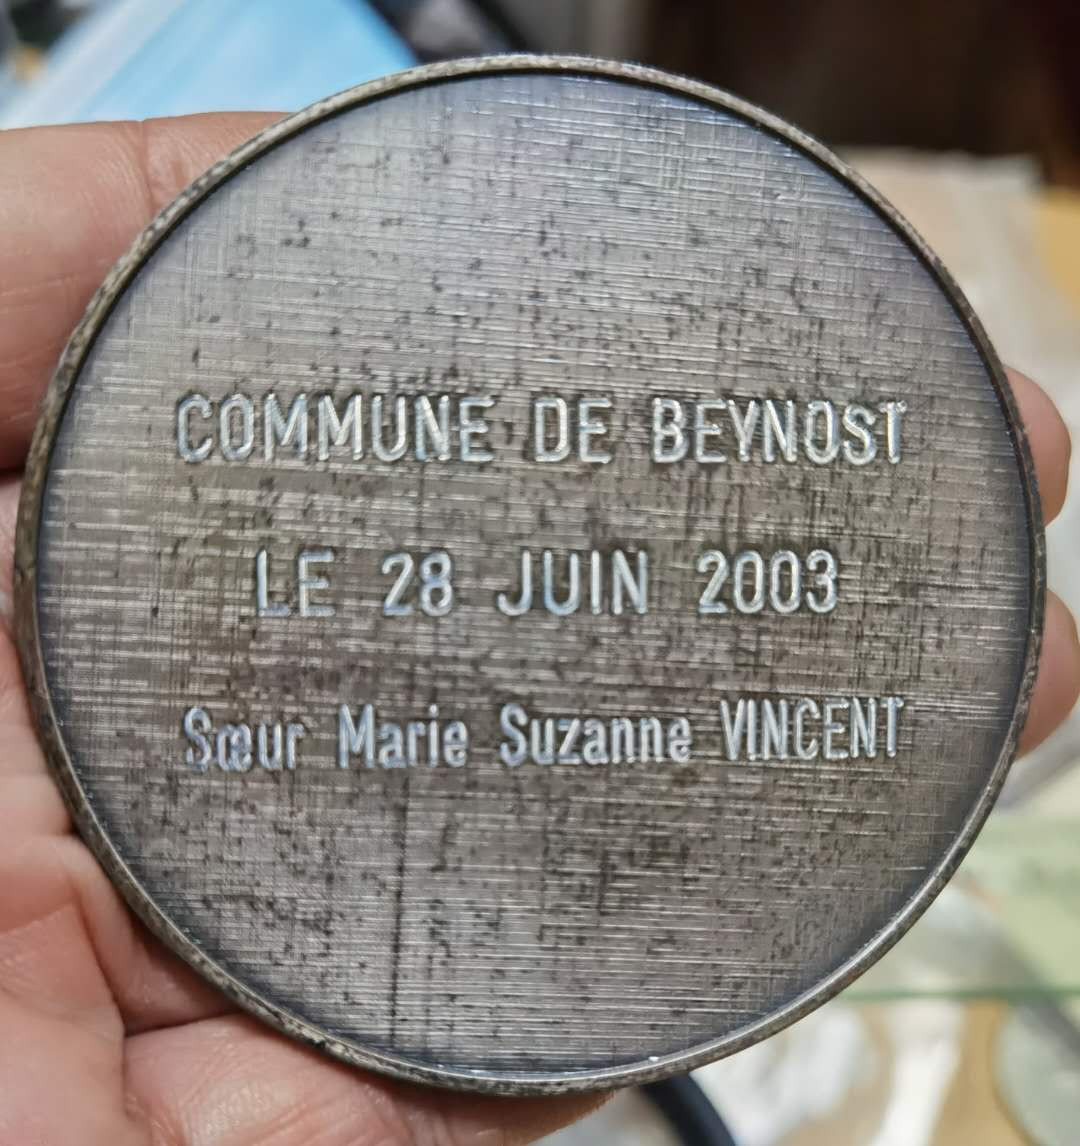 COMMUNE DE BEYNOST
LE 28 JUIN 2003
Sœur Marie Suzanne VINCENT